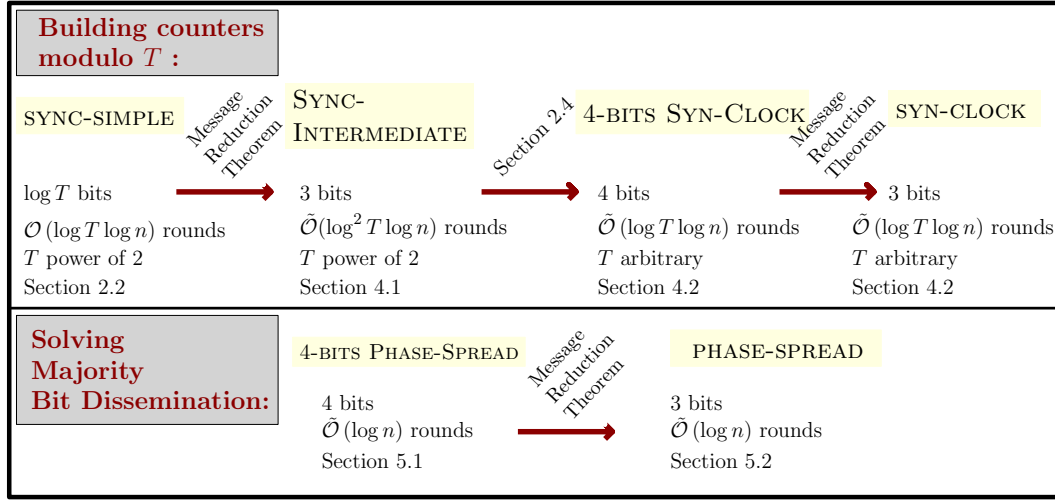 Building counters
modulo T :
SYNC-SIMPLE
Message
Reduction
Theorem
SYNC-
INTERMEDIATE
Section 2.4
4-BITS SYN-CLOCK
Message
Reduction
Theorem
SYN-CLOCK
log T bits
O (log T log n) rounds
T power of 2
Section 2.2
3 bits
Õ(log² T log n) rounds
T power of 2
Section 4.1
4 bits
Õ (log T log n) rounds
T arbitrary
Section 4.2
3 bits
Õ (log T log n) rounds
T arbitrary
Section 4.2
Solving
Majority
Bit Dissemination:
4-BITS PHASE-SPREAD
Message
Reduction
Theorem
PHASE-SPREAD
4 bits
Õ (log n) rounds
Section 5.1
3 bits
Õ (log n) rounds
Section 5.2